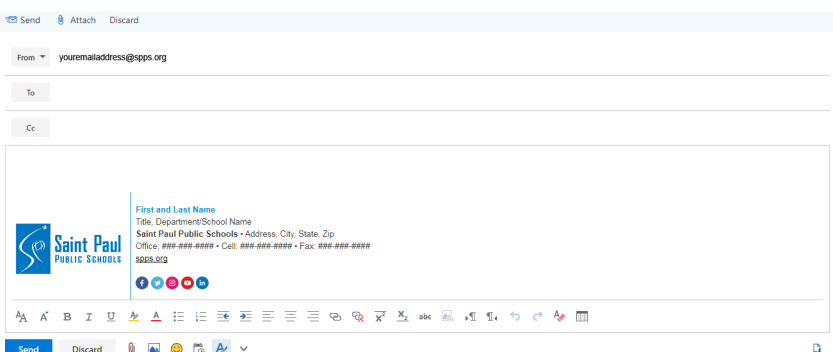 Send Attach Discard
From youremailaddress@spps.org
To
Cc
First and Last Name
Title, Department/School Name
Saint Paul Public Schools • Address, City, State, Zip
Office: ###-###-#### • Cell: ###-###-#### • Fax: ###-###-####
spps.org
Saint Paul
Public Schools
B I U A abc
Send Discard